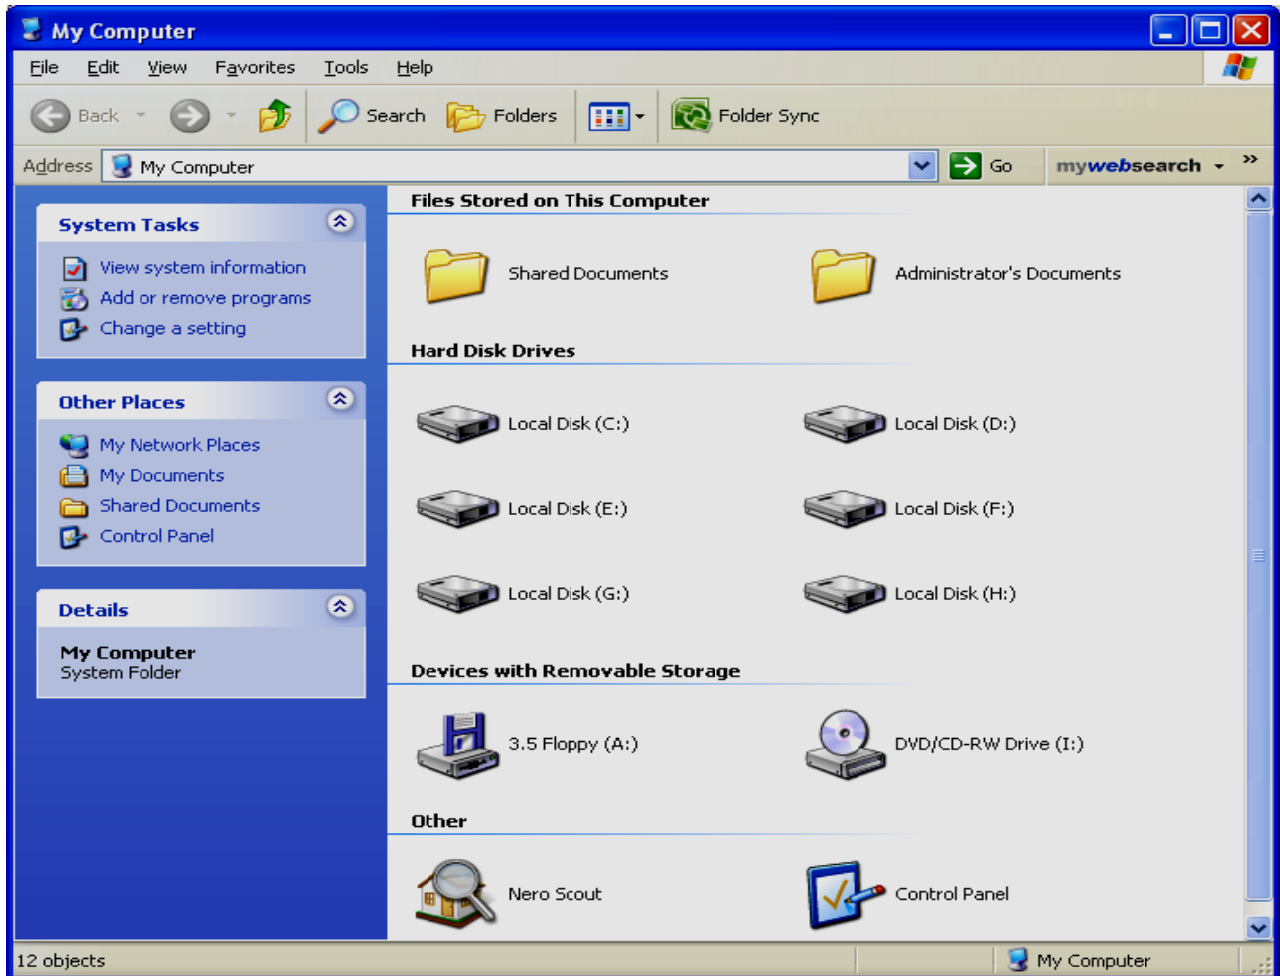 My Computer
File Edit View Favorites Tools Help
Back Search Folders Folder Sync
Address My Computer Go mywebsearch »
System Tasks
View system information
Add or remove programs
Change a setting
Other Places
My Network Places
My Documents
Shared Documents
Control Panel
Details
My Computer
System Folder
Files Stored on This Computer
Shared Documents Administrator's Documents
Hard Disk Drives
Local Disk (C:) Local Disk (D:)
Local Disk (E:) Local Disk (F:)
Local Disk (G:) Local Disk (H:)
Devices with Removable Storage
3.5 Floppy (A:) DVD/CD-RW Drive (I:)
Other
Nero Scout Control Panel
12 objects My Computer